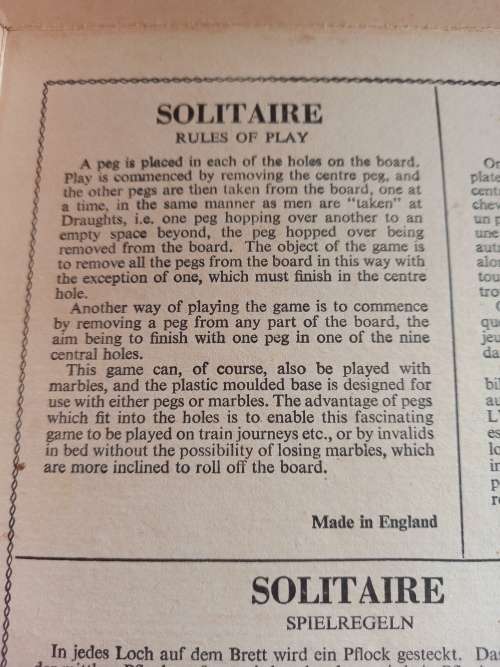 SOLITAIRE
RULES OF PLAY
A peg is placed in each of the holes on the board.
Play is commenced by removing the centre peg, and
the other pegs are then taken from the board, one at
a time, in the same manner as men are “taken” at
Draughts, i.e. one peg hopping over another to an
empty space beyond, the peg hopped over being
removed from the board. The object of the game is
to remove all the pegs from the board in this way with
the exception of one, which must finish in the centre
hole.
Another way of playing the game is to commence
by removing a peg from any part of the board, the
aim being to finish with one peg in one of the nine
central holes.
This game can, of course, also be played with
marbles, and the plastic moulded base is designed for
use with either pegs or marbles. The advantage of pegs
which fit into the holes is to enable this fascinating
game to be played on train journeys etc., or by invalids
in bed without the possibility of losing marbles, which
are more inclined to roll off the board.
Made in England
SOLITAIRE
SPIELREGELN
In jedes Loch auf dem Brett wird ein Pflock gesteckt.